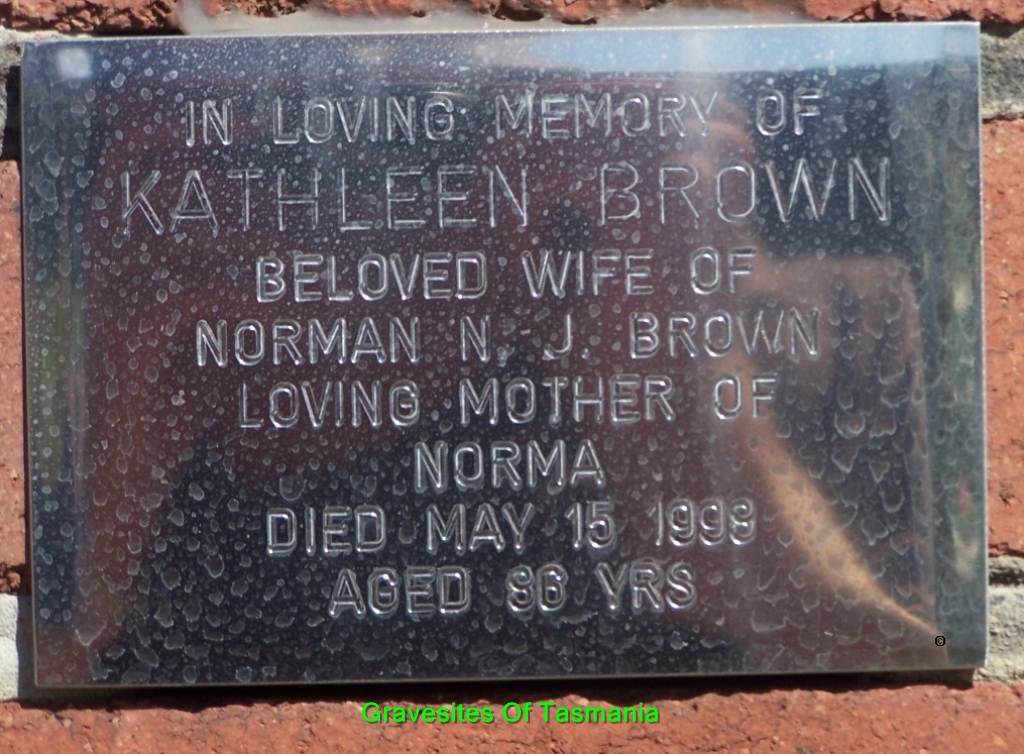 IN LOVING MEMORY OF
KATHLEEN BROWN
BELOVED WIFE OF
NORMAN N. J. BROWN
LOVING MOTHER OF
NORMA
DIED MAY 15 1998
AGED 86 YRS
©
Gravesites Of Tasmania